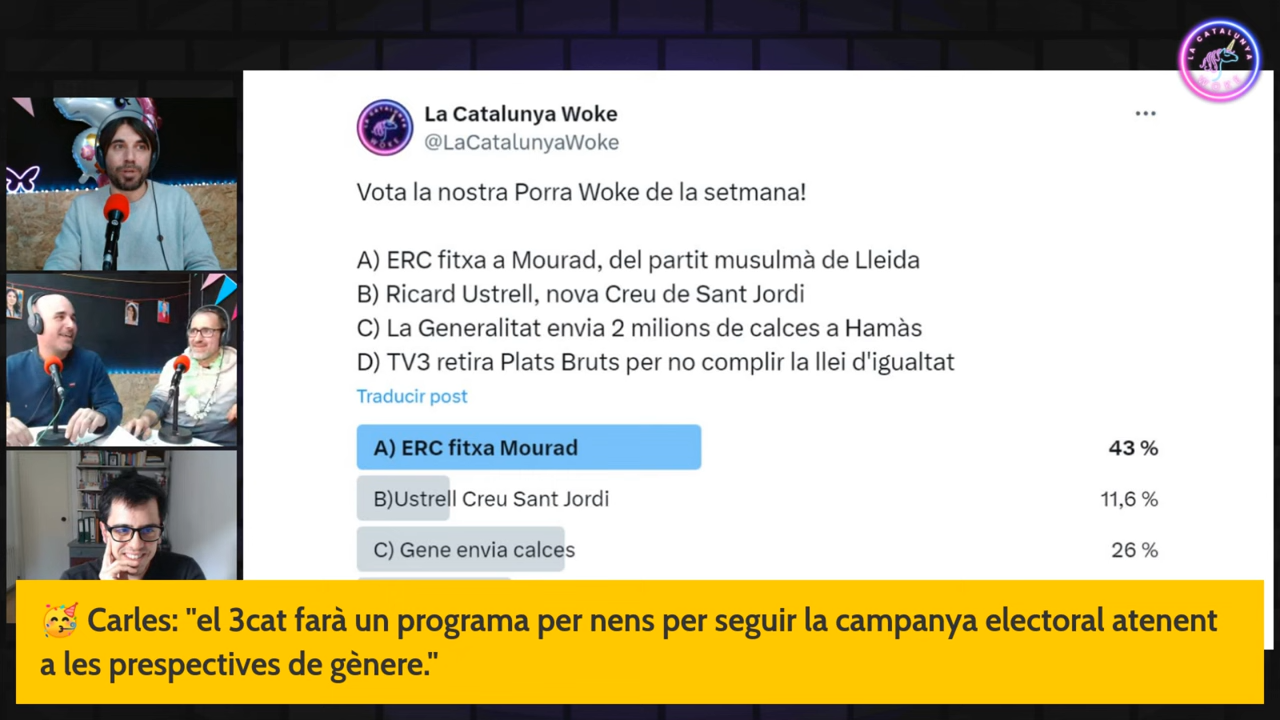 LA CATALUNYA
WOKE
La Catalunya Woke
@LaCatalunyaWoke
Vota la nostra Porra Woke de la setmana!
A) ERC fitxa a Mourad, del partit musulmà de Lleida
B) Ricard Ustrell, nova Creu de Sant Jordi
C) La Generalitat envia 2 milions de calces a Hamàs
D) TV3 retira Plats Bruts per no complir la llei d'igualtat
Traducir post
A) ERC fitxa Mourad 43 %
B)Ustrell Creu Sant Jordi 11,6 %
C) Gene envia calces 26 %
🥳 Carles: "el 3cat farà un programa per nens per seguir la campanya electoral atenent
a les prespectives de gènere."